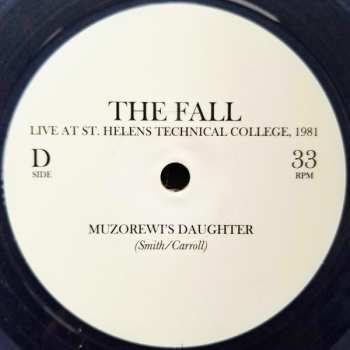 THE FALL
LIVE AT ST. HELENS TECHNICAL COLLEGE, 1981
D 33
SIDE RPM
MUZOREWI'S DAUGHTER
(Smith/Carroll)